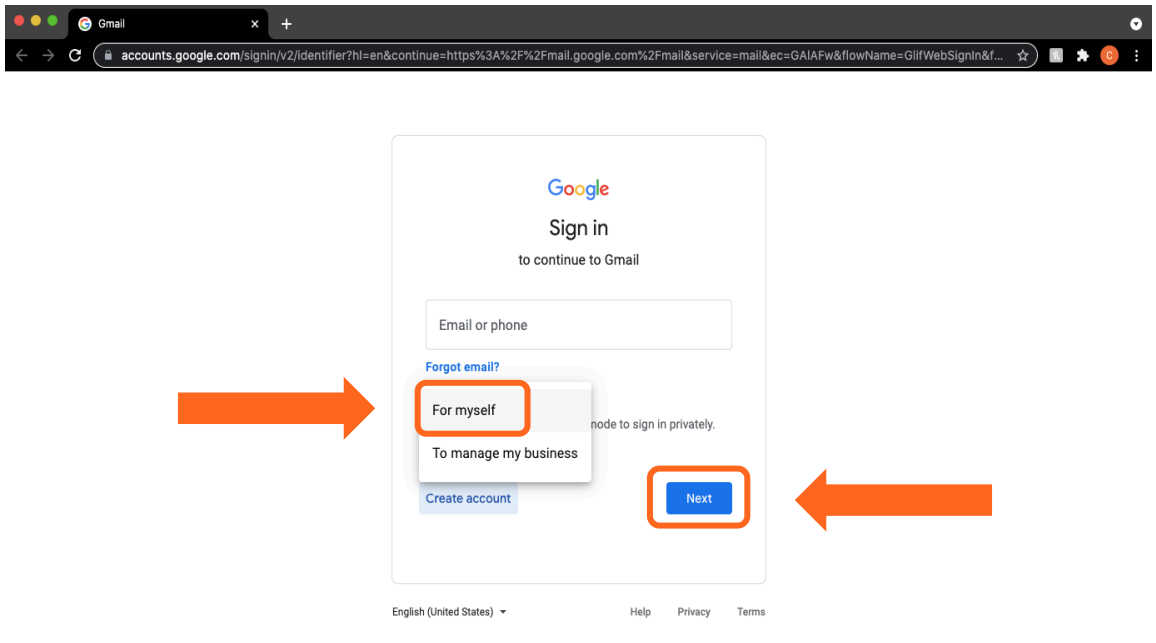 Gmail
accounts.google.com/signin/v2/identifier?hl=en&continue=https%3A%2F%2Fmail.google.com%2Fmail&service=mail&ec=GAlAFw&flowName=GlifWebSignIn&f...
C
Google
Sign in
to continue to Gmail
Email or phone
Forgot email?
For myself
mode to sign in privately.
To manage my business
Create account
Next
English (United States)
Help Privacy Terms